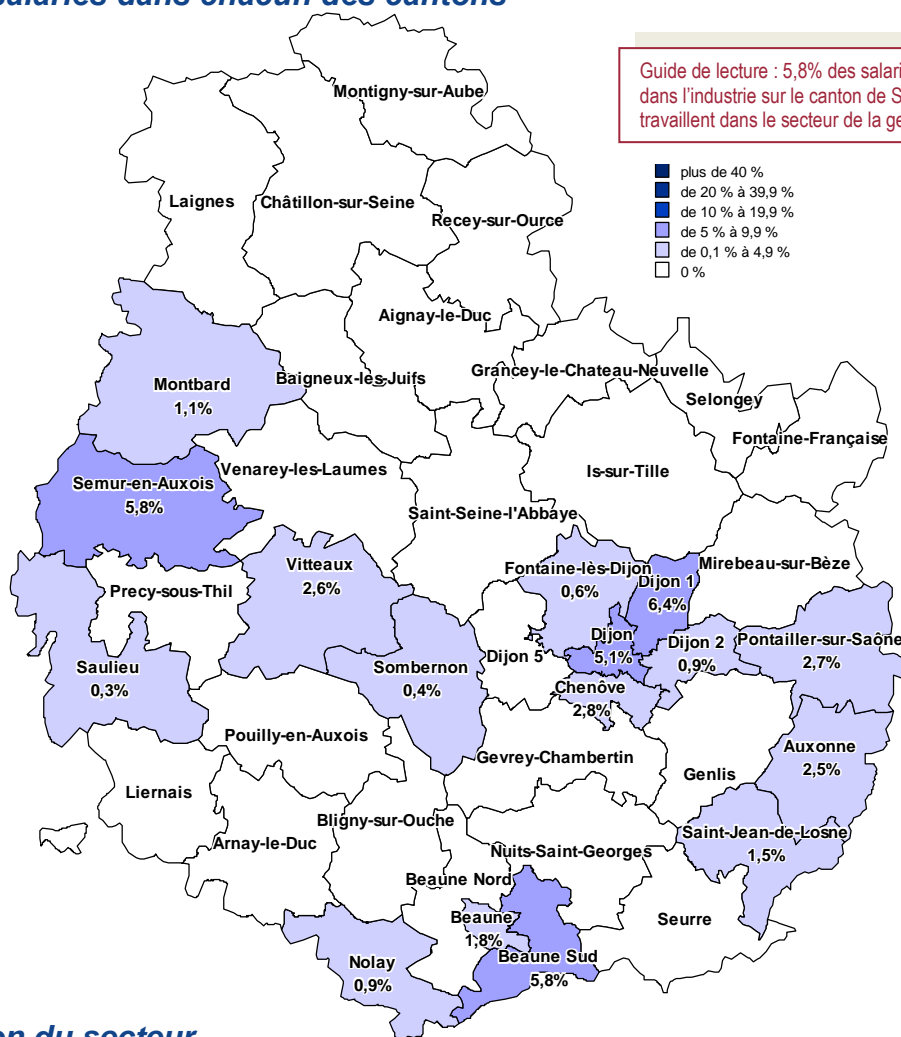 salariés dans chacun des cantons
Guide de lecture : 5,8% des salari
dans l'industrie sur le canton de S
travaillent dans le secteur de la ge
plus de 40 %
de 20 % à 39,9 %
de 10 % à 19,9 %
de 5 % à 9,9 %
de 0,1 % à 4,9 %
0 %
Montigny-sur-Aube
Laignes
Châtillon-sur-Seine
Recey-sur-Ource
Aignay-le-Duc
Grancey-le-Chateau-Neuvelle
Baigneux-les-Juifs
Montbard
1,1%
Selongey
Fontaine-Française
Venarey-les-Laumes
Is-sur-Tille
Semur-en-Auxois
5,8%
Saint-Seine-l'Abbaye
Vitteaux
2,6%
Fontaine-lès-Dijon
0,6%
Dijon 1
6,4%
Mirebeau-sur-Bèze
Precy-sous-Thil
Dijon
5,1%
Dijon 2
0,9%
Pontailler-sur-Saône
2,7%
Dijon 5
Saulieu
0,3%
Sombernon
0,4%
Chenôve
2,8%
Pouilly-en-Auxois
Gevrey-Chambertin
Auxonne
2,5%
Genlis
Liernais
Bligny-sur-Ouche
Saint-Jean-de-Losne
1,5%
Arnay-le-Duc
Nuits-Saint-Georges
Beaune Nord
Beaune
1,8%
Seurre
Nolay
0,9%
Beaune Sud
5,8%
on du secteur